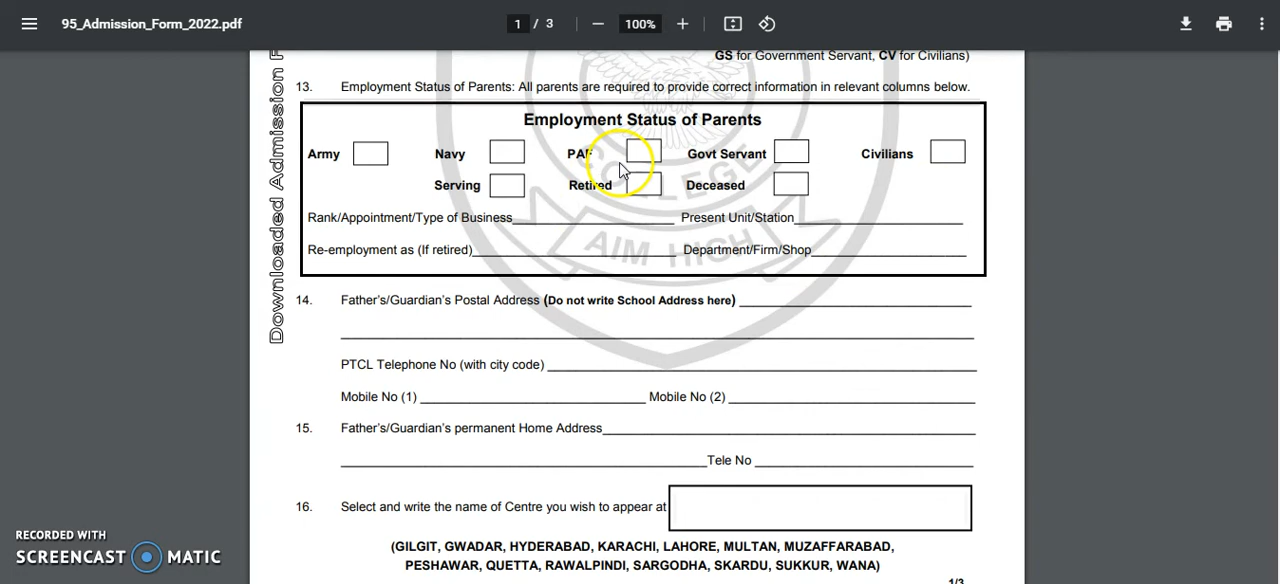 95_Admission_Form_2022.pdf
1 / 3
100%
GS for Government Servant, CV for Civilians)
Downloaded Admission F
13. Employment Status of Parents: All parents are required to provide correct information in relevant columns below.
Employment Status of Parents
Army Navy PAF Govt Servant Civilians
Serving Retired Deceased
Rank/Appointment/Type of Business Present Unit/Station
Re-employment as (If retired) Department/Firm/Shop
COLLEGE
AIM HIGH
14. Father's/Guardian's Postal Address (Do not write School Address here)
PTCL Telephone No (with city code)
Mobile No (1) Mobile No (2)
15. Father's/Guardian's permanent Home Address
Tele No
16. Select and write the name of Centre you wish to appear at
(GILGIT, GWADAR, HYDERABAD, KARACHI, LAHORE, MULTAN, MUZAFFARABAD,
PESHAWAR, QUETTA, RAWALPINDI, SARGODHA, SKARDU, SUKKUR, WANA)
1/3
RECORDED WITH
SCREENCAST MATIC